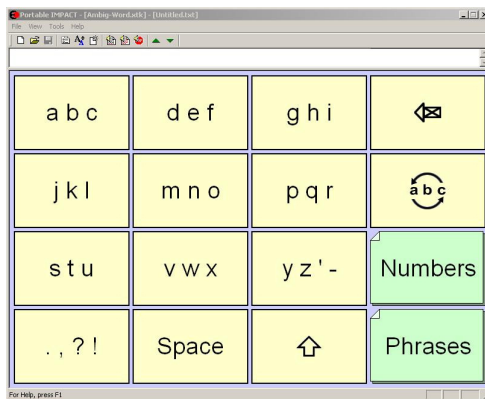 Portable IMPACT - [Ambig-Word.xtk] - [Untitled.txt]
File View Tools Help
a b c d e f g h i
j k l m n o p q r a b c
s t u v w x y z ' - Numbers
. , ? ! Space Phrases
For Help, press F1